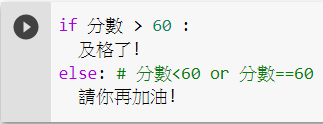 if 分數 > 60 :
  及格了!
else: # 分數<60 or 分數==60
  請你再加油!